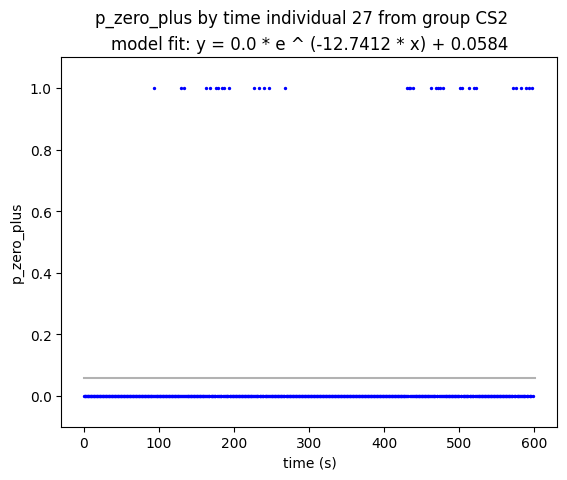 p_zero_plus by time individual 27 from group CS2
model fit: y = 0.0 * e ^ (-12.7412 * x) + 0.0584
1.0
0.8
0.6
0.4
0.2
0.0
p_zero_plus
0 100 200 300 400 500 600
time (s)